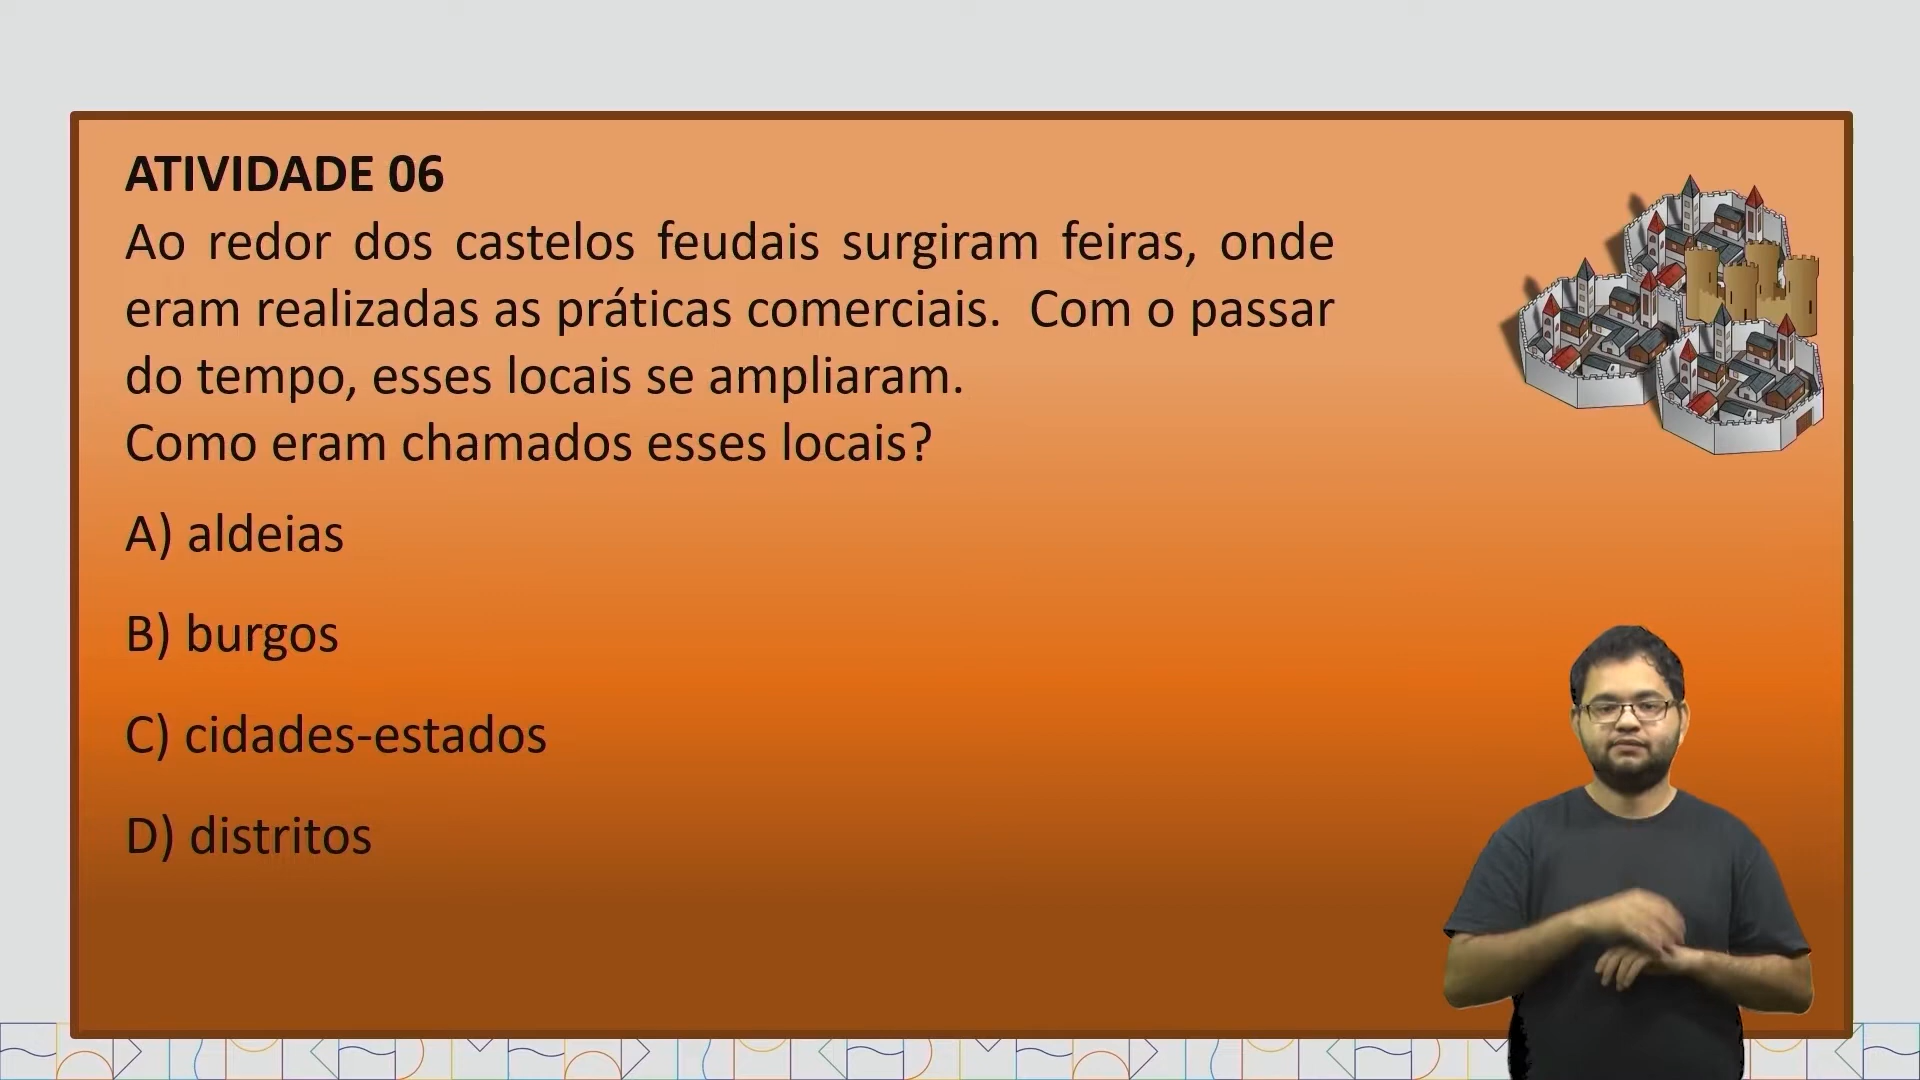 ATIVIDADE 06
Ao redor dos castelos feudais surgiram feiras, onde
eram realizadas as práticas comerciais. Com o passar
do tempo, esses locais se ampliaram.
Como eram chamados esses locais?
A) aldeias
B) burgos
C) cidades-estados
D) distritos